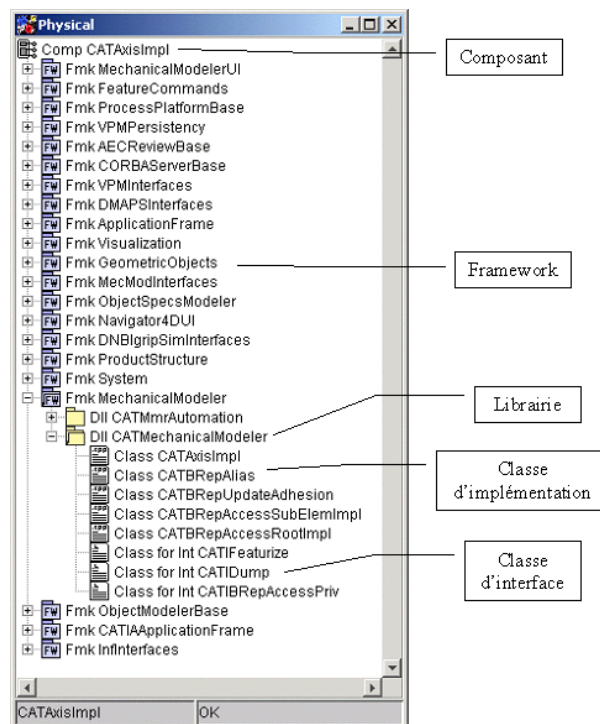 Physical
Comp CATAxisImpl
Fmk MechanicalModelerUI
Fmk FeatureCommands
Fmk ProcessPlatformBase
Fmk VPMPersistency
Fmk AECReviewBase
Fmk CORBAServerBase
Fmk VPMInterfaces
Fmk DMAPSInterfaces
Fmk ApplicationFrame
Fmk Visualization
Fmk GeometricObjects
Fmk MecModInterfaces
Fmk ObjectSpecsModeler
Fmk Navigator4DUI
Fmk DNBIgripSimInterfaces
Fmk ProductStructure
Fmk System
Fmk MechanicalModeler
Dll CATMmrAutomation
Dll CATMechanicalModeler
Class CATAxisImpl
Class CATBRepAlias
Class CATBRepUpdateAdhesion
Class CATBRepAccessSubElemImpl
Class CATBRepAccessRootImpl
Class for Int CATIFeaturize
Class for Int CATIDump
Class for Int CATIBRepAccessPriv
Fmk ObjectModelerBase
Fmk CATIAApplicationFrame
Fmk InfInterfaces
CATAxisImpl
OK
Composant
Framework
Librairie
Classe
d'implémentation
Classe
d'interface